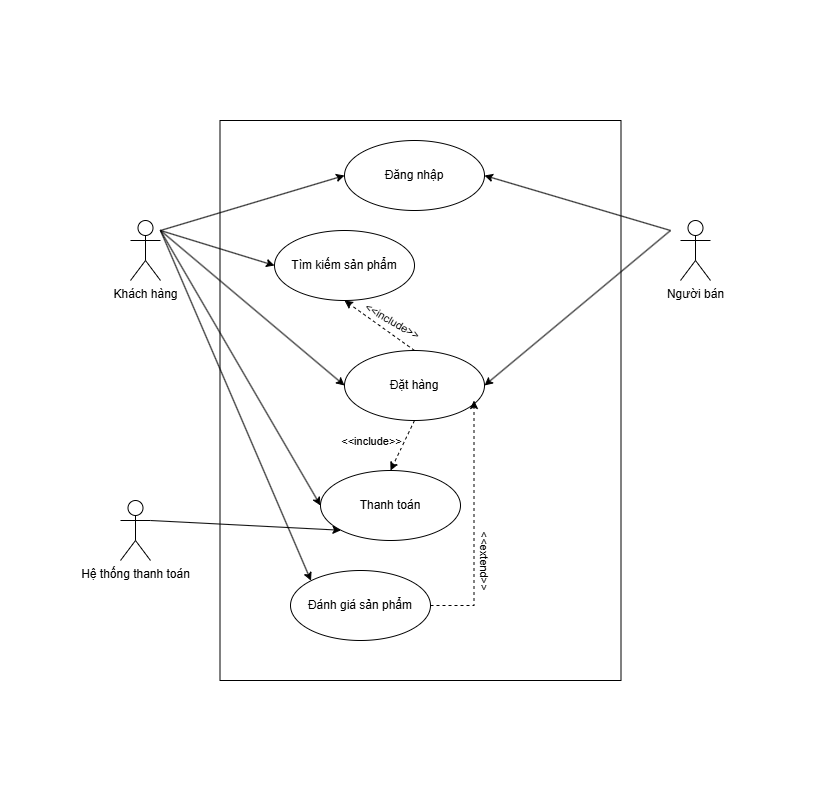 Đăng nhập
Tìm kiếm sản phẩm
Khách hàng
Người bán
<<include>>
Đặt hàng
<<include>>
Thanh toán
<<extend>>
Hệ thống thanh toán
Đánh giá sản phẩm